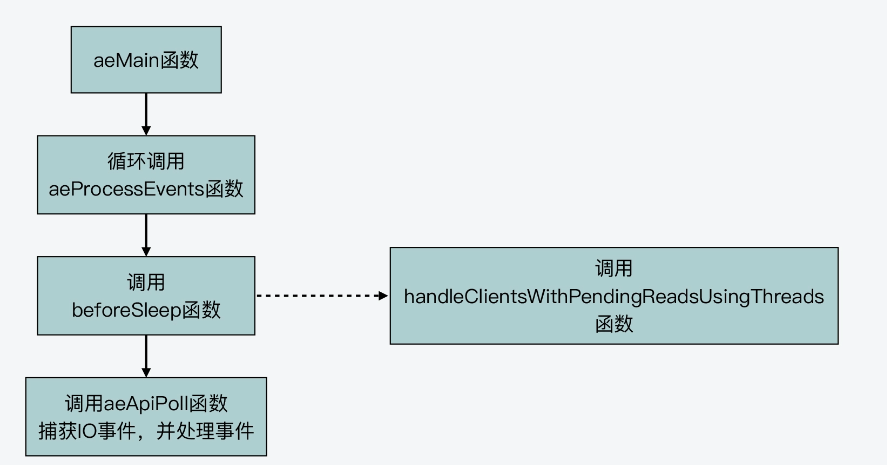 aeMain函数
循环调用
aeProcessEvents函数
调用
beforeSleep函数
调用
handleClientsWithPendingReadsUsingThreads
函数
调用aeApiPoll函数
捕获IO事件，并处理事件